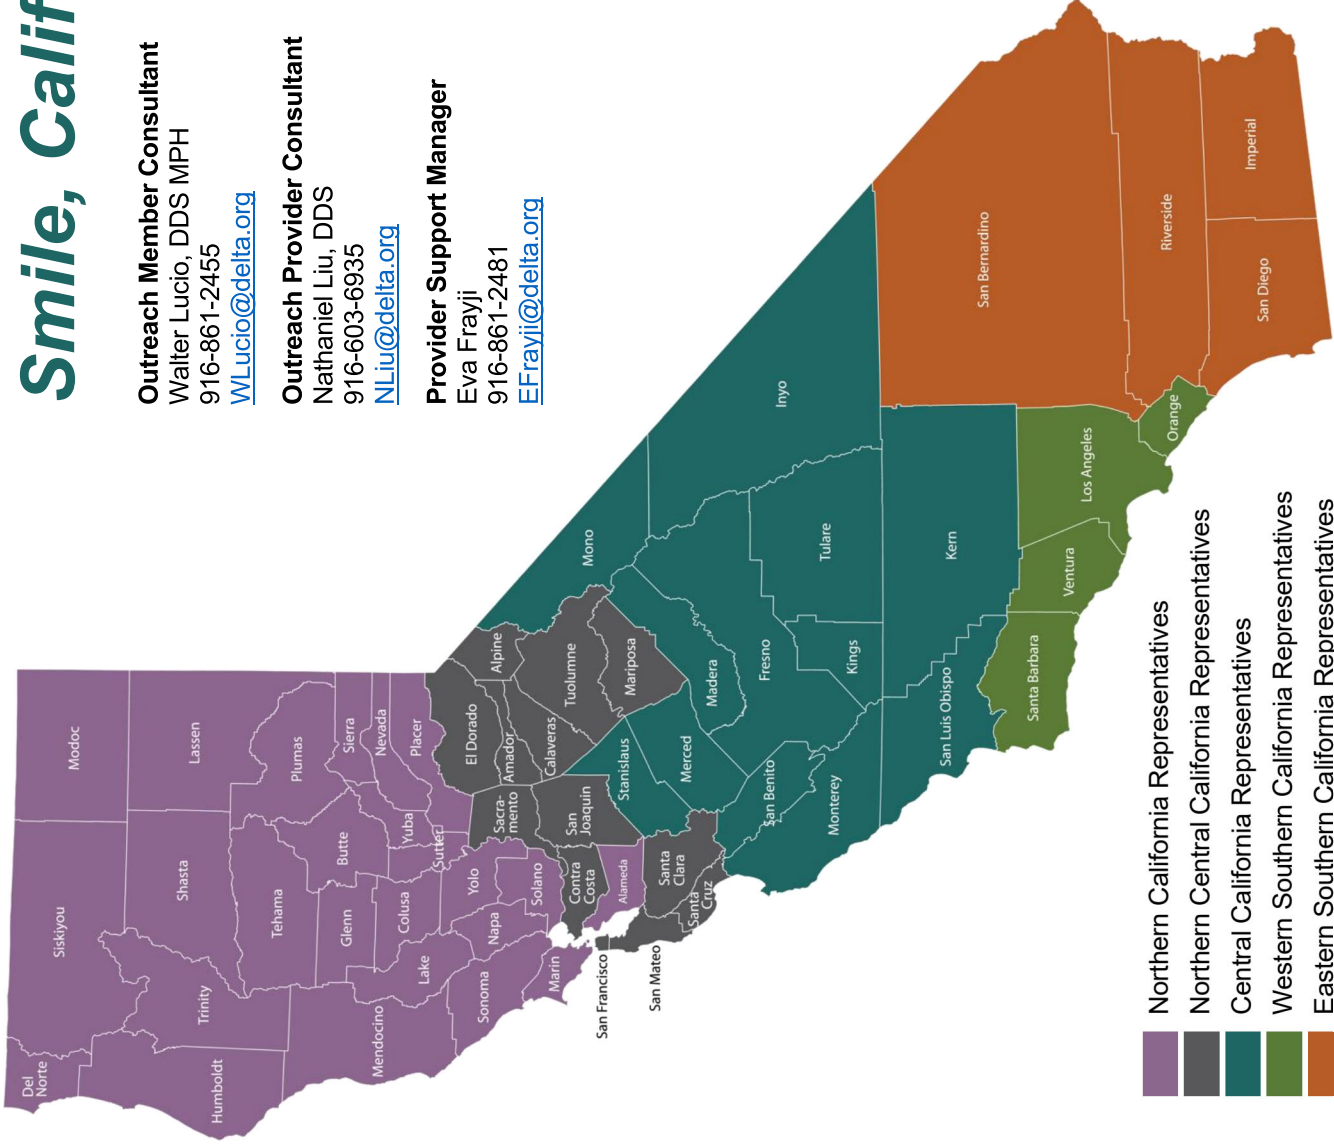 Smile, Calif
Outreach Member Consultant
Walter Lucio, DDS MPH
916-861-2455
WLucio@delta.org
Outreach Provider Consultant
Nathaniel Liu, DDS
916-603-6935
NLiu@delta.org
Provider Support Manager
Eva Frayji
916-861-2481
EFrayji@delta.org
Del
Norte
Siskiyou
Modoc
Humboldt
Trinity
Shasta
Lassen
Tehama
Plumas
Mendocino
Glenn
Butte
Sierra
Nevada
Lake
Colusa
Yuba
Sutter
Placer
Sonoma
Napa
Yolo
El Dorado
Marin
Solano
Sacra-
mento
Amador
Alpine
Contra
Costa
San
Joaquin
Calaveras
Tuolumne
San Francisco
Alameda
Stanislaus
Mariposa
Mono
San Mateo
Santa
Clara
Santa
Cruz
Merced
Madera
San Benito
Fresno
Inyo
Monterey
Kings
Tulare
San Luis Obispo
Kern
San Bernardino
Santa Barbara
Ventura
Los Angeles
Orange
Riverside
San Diego
Imperial
Northern California Representatives
Northern Central California Representatives
Central California Representatives
Western Southern California Representatives
Eastern Southern California Representatives